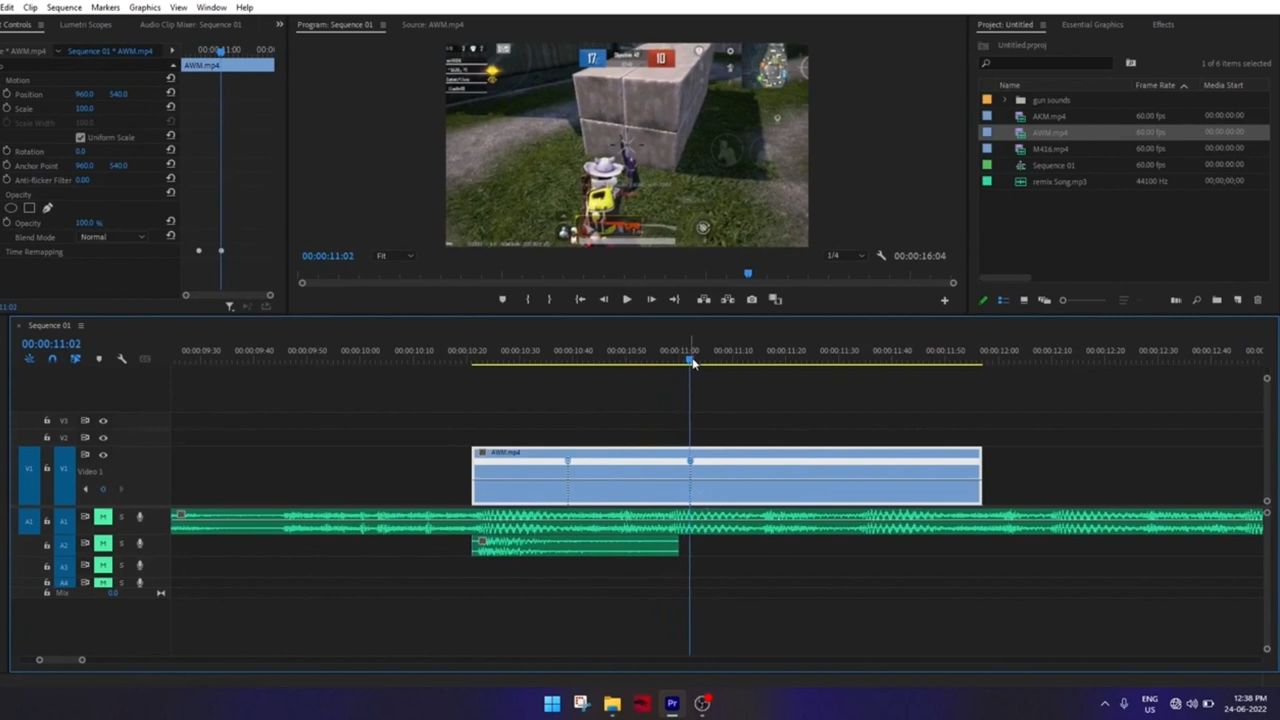 Edit Clip Sequence Markers Graphics View Window Help
Controls Lumetri Scopes Audio Clip Mixer: Sequence 01
* AWM.mp4 Sequence 01 * AWM.mp4 00:00:11:00 00:0
AWM.mp4
Motion
Position 960.0 540.0
Scale 100.0
Scale Width 100.0
Uniform Scale
Rotation 0.0
Anchor Point 960.0 540.0
Anti-flicker Filter 0.00
Opacity
Opacity 100.0 %
Blend Mode Normal
Time Remapping
11:02
Program: Sequence 01 Source: AWM.mp4
17 10
00:00:11:02 Fit 1/4 00:00:16:04
Project: Untitled Essential Graphics Effects
Untitled.prproj
1 of 6 items selected
Name Frame Rate Media Start
gun sounds
AKM.mp4 60.00 fps 00:00:00:00
AWM.mp4 60.00 fps 00:00:00:00
M416.mp4 60.00 fps 00:00:00:00
Sequence 01 60.00 fps 00:00:00:00
remix Song.mp3 44100 Hz 00;00;00;00
× Sequence 01
00:00:11:02
00:00:09:30 00:00:09:40 00:00:09:50 00:00:10:00 00:00:10:10 00:00:10:20 00:00:10:30 00:00:10:40 00:00:10:50 00:00:11:00 00:00:11:10 00:00:11:20 00:00:11:30 00:00:11:40 00:00:11:50 00:00:12:00 00:00:12:10 00:00:12:20 00:00:12:30 00:00:12:40 00:00
V3
V2
V1 V1 Video 1
AWM.mp4
A1 A1 M S
A2 M S
A3 M S
A4 M S
Mix 0.0
Pr
ENG
US
12:38 PM
24-06-2022